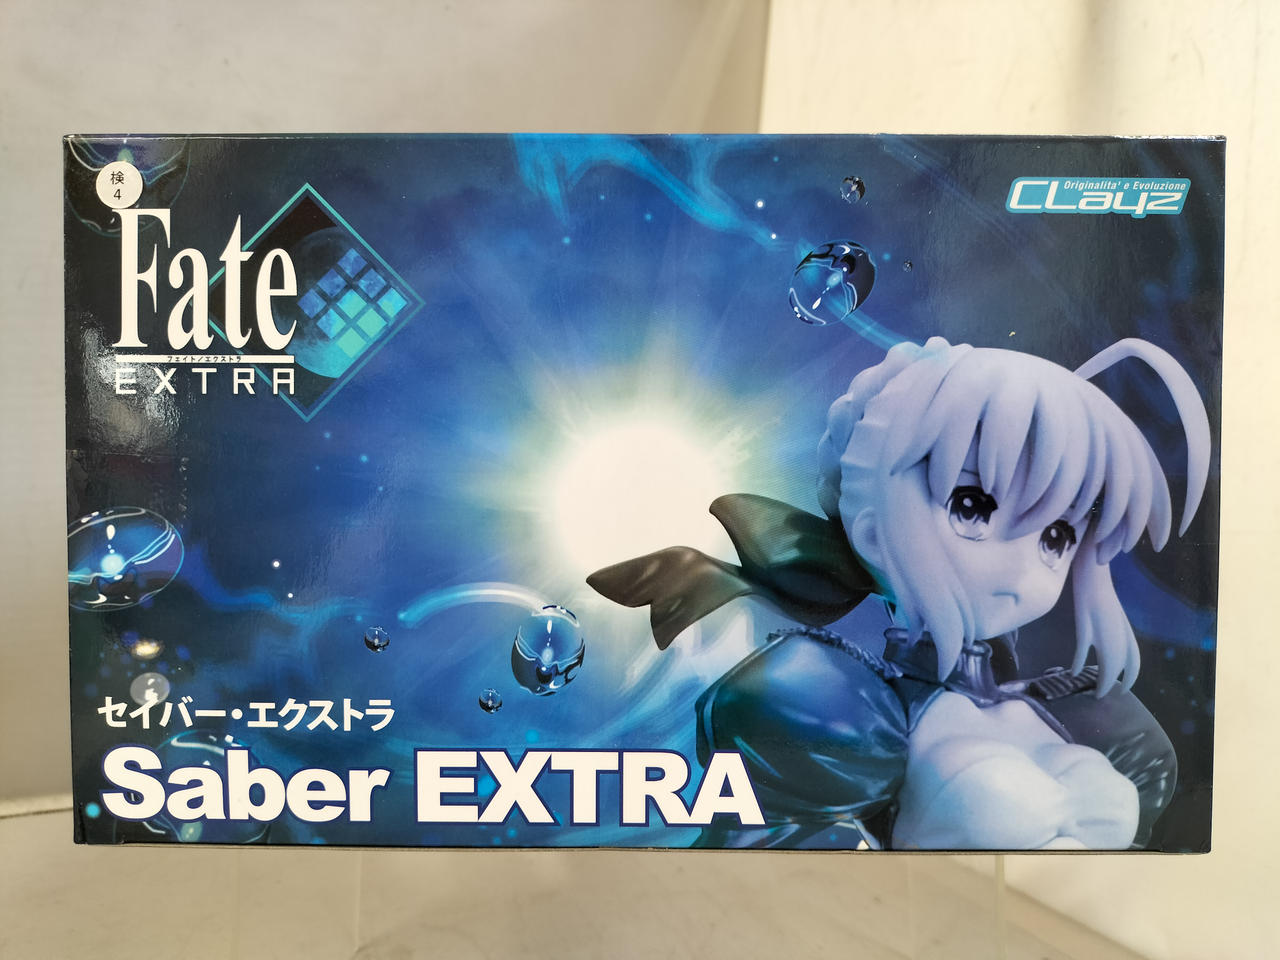 検
4
Fate
フェイト/エクストラ
EXTRA
Originalita' e Evoluzione
CLayz
セイバー・エクストラ
Saber EXTRA